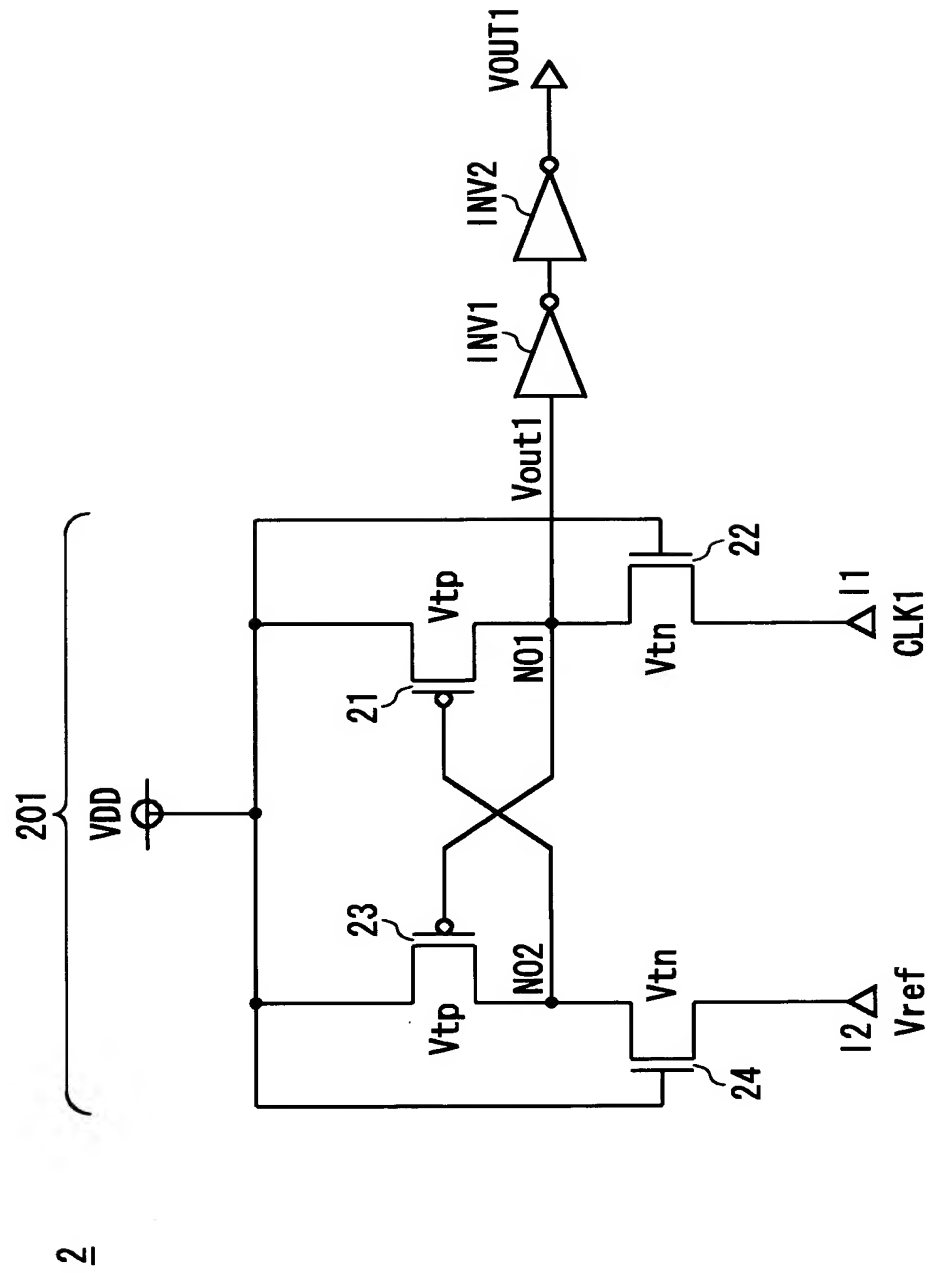 2
201
VDD
23
Vtp
21
Vtp
NO2
NO1
Vout1
INV1
INV2
VOUT1
24
Vtn
Vtn
22
I2
Vref
I1
CLK1